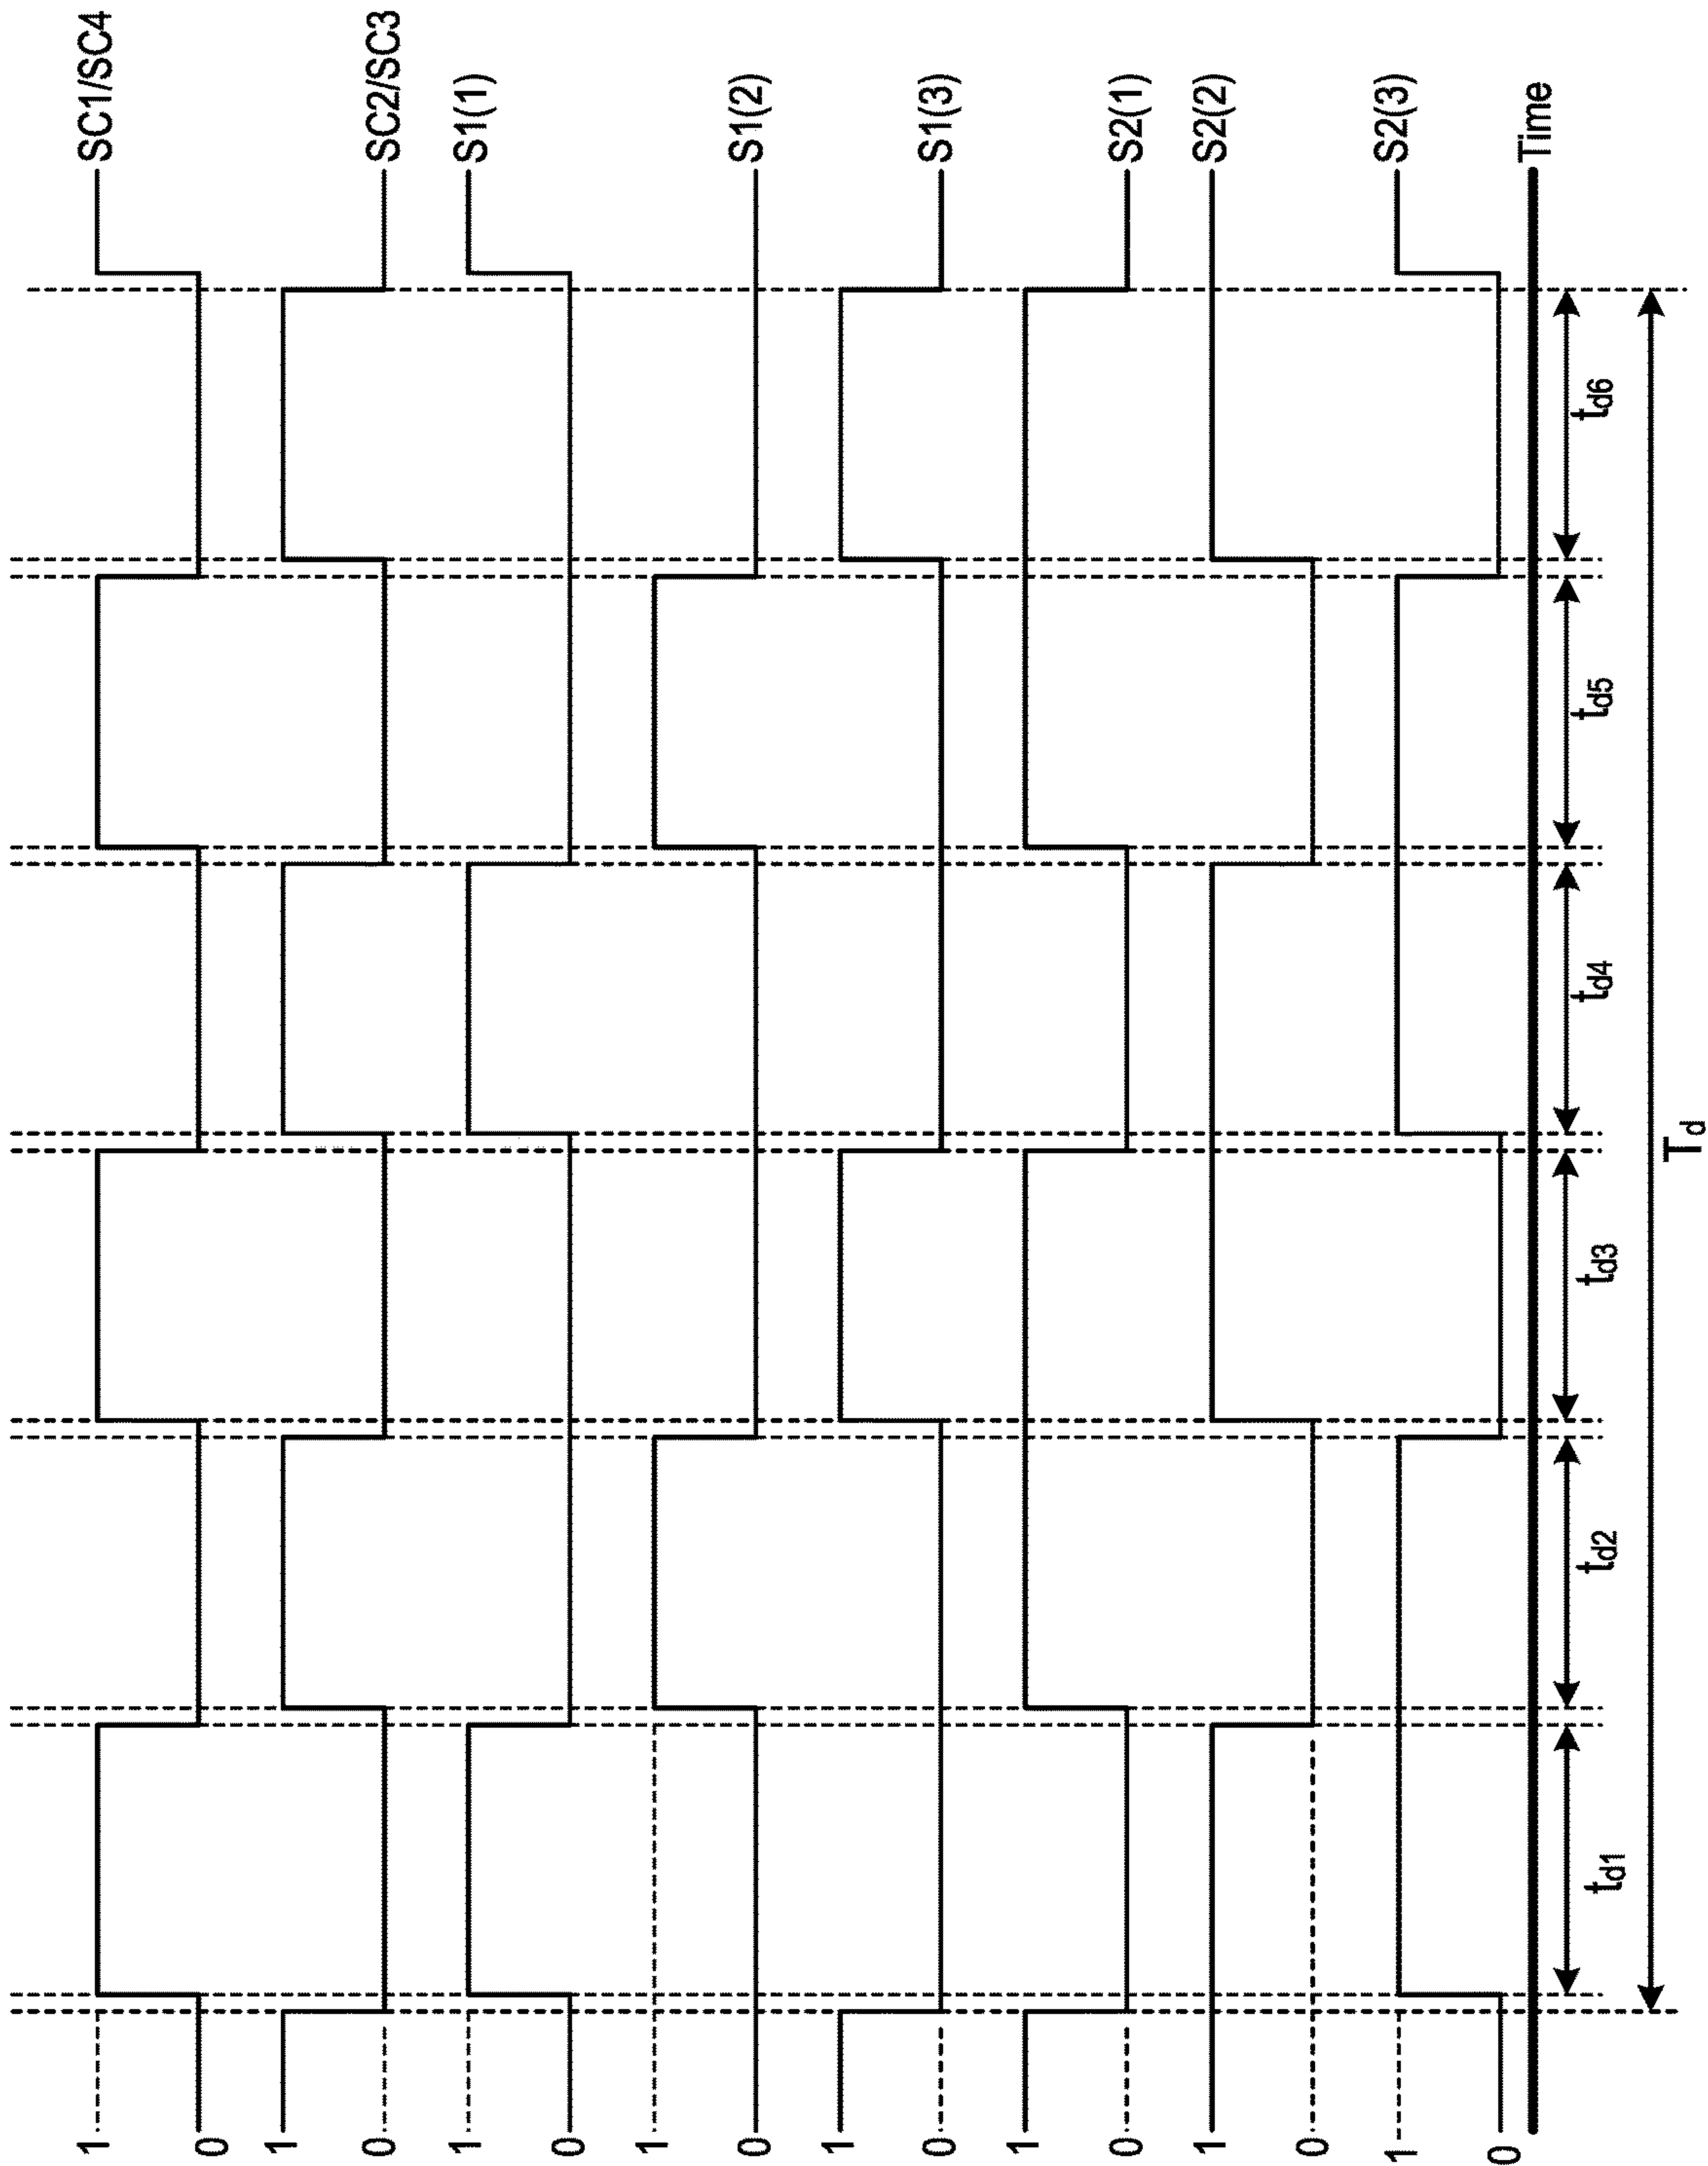 1
0
SC1/SC4
1
0
SC2/SC3
1
0
S1(1)
1
0
S1(2)
1
0
S1(3)
1
0
S2(1)
1
0
S2(2)
1
0
S2(3)
Time
td1
td2
td3
td4
td5
td6
Td